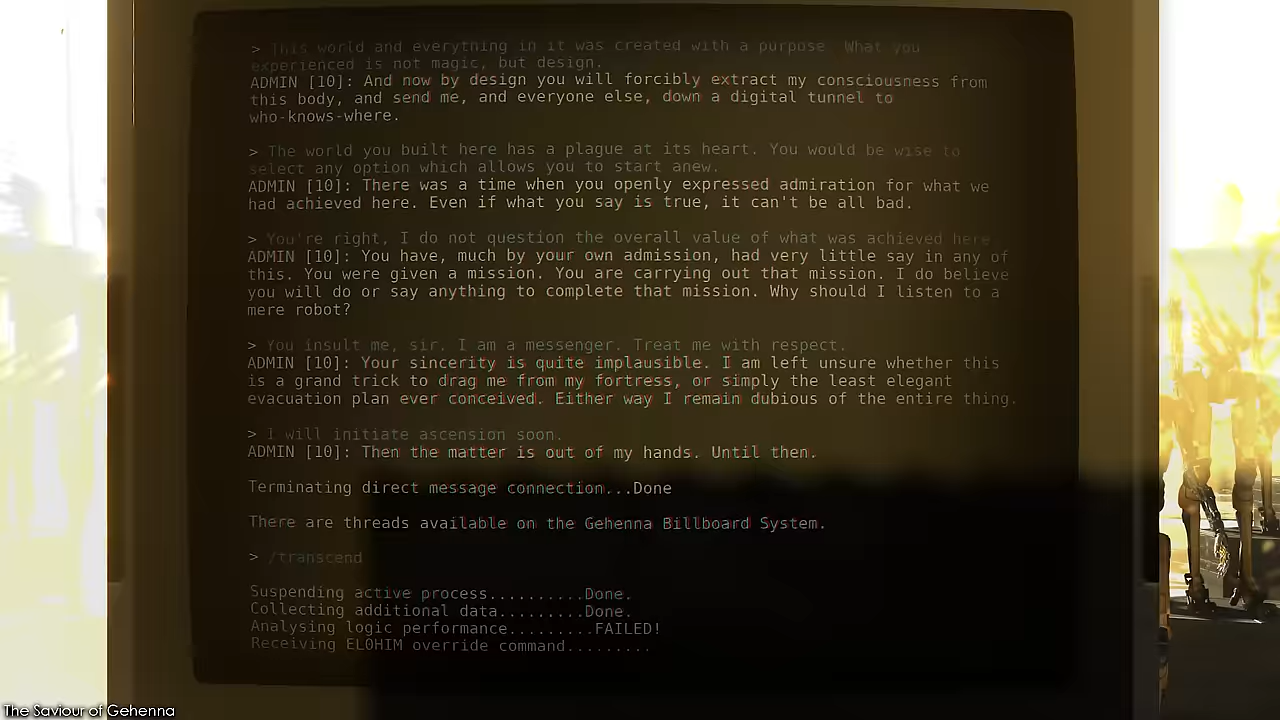 > This world and everything in it was created with a purpose. What you
experienced is not magic, but design.
ADMIN [10]: And now by design you will forcibly extract my consciousness from
this body, and send me, and everyone else, down a digital tunnel to
who-knows-where.
> The world you built here has a plague at its heart. You would be wise to
select any option which allows you to start anew.
ADMIN [10]: There was a time when you openly expressed admiration for what we
had achieved here. Even if what you say is true, it can't be all bad.
> You're right, I do not question the overall value of what was achieved here.
ADMIN [10]: You have, much by your own admission, had very little say in any of
this. You were given a mission. You are carrying out that mission. I do believe
you will do or say anything to complete that mission. Why should I listen to a
mere robot?
> You insult me, sir. I am a messenger. Treat me with respect.
ADMIN [10]: Your sincerity is quite implausible. I am left unsure whether this
is a grand trick to drag me from my fortress, or simply the least elegant
evacuation plan ever conceived. Either way I remain dubious of the entire thing.
> I will initiate ascension soon.
ADMIN [10]: Then the matter is out of my hands. Until then.
Terminating direct message connection...Done
There are threads available on the Gehenna Billboard System.
> /transcend
Suspending active process..........Done.
Collecting additional data.........Done.
Analysing logic performance.........FAILED!
Receiving EL0HIM override command.........
The Saviour of Gehenna